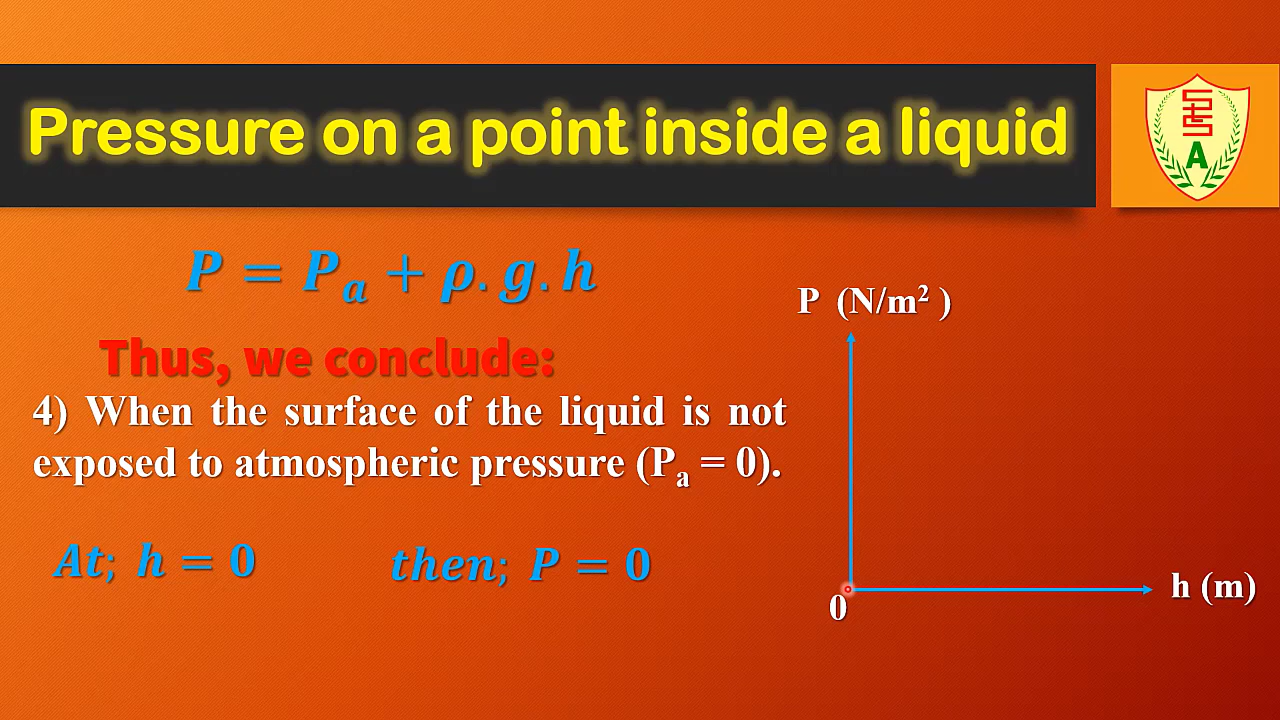 Pressure on a point inside a liquid
A
P = Pₐ + ρ.g.h
P (N/m²)
Thus, we conclude:
4) When the surface of the liquid is not
exposed to atmospheric pressure (Pₐ = 0).
At; h = 0
then; P = 0
h (m)
0